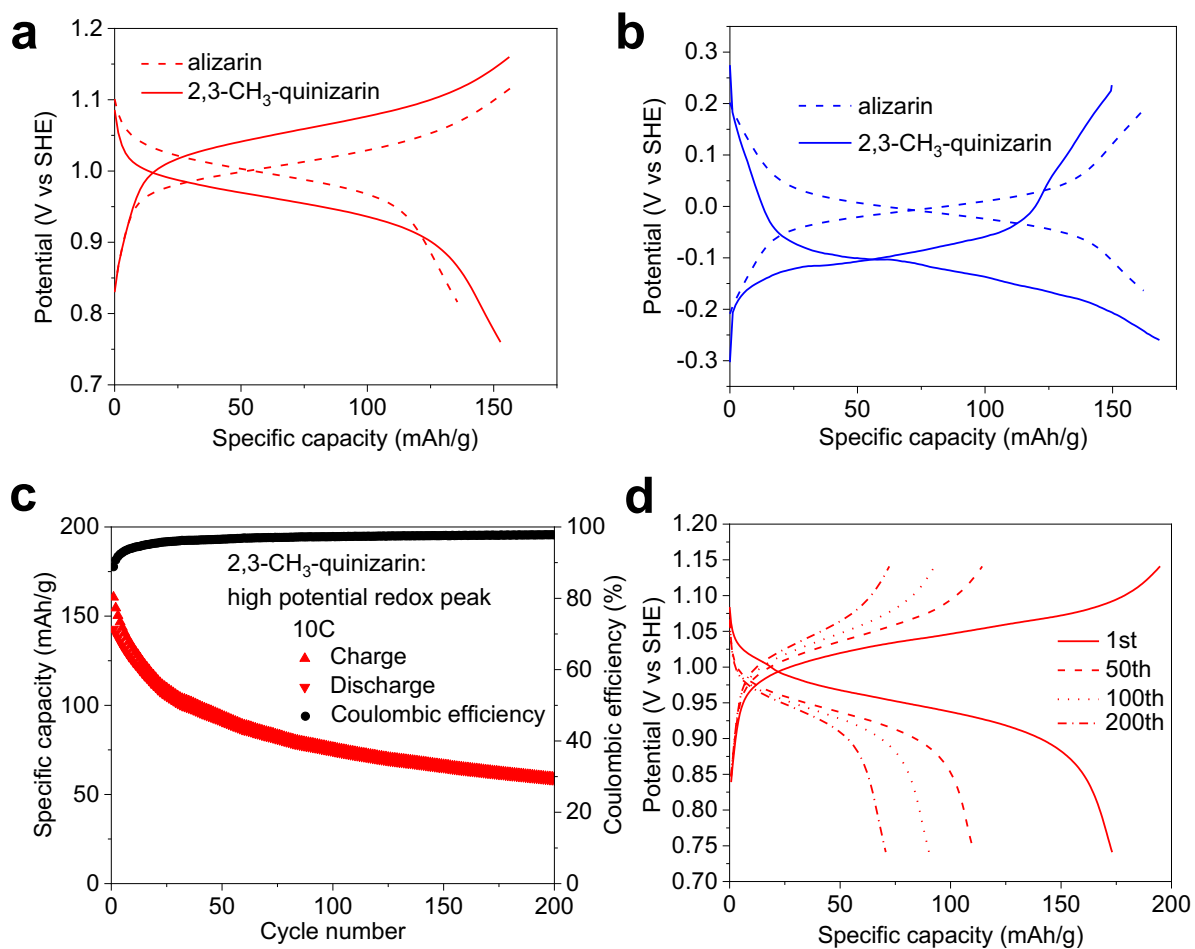 a
1.2
1.1
1.0
0.9
0.8
0.7
Potential (V vs SHE)
alizarin
2,3-CH₃-quinizarin
0 50 100 150
Specific capacity (mAh/g)
b
0.3
0.2
0.1
0.0
-0.1
-0.2
-0.3
Potential (V vs SHE)
alizarin
2,3-CH₃-quinizarin
0 50 100 150
Specific capacity (mAh/g)
c
200
150
100
50
0
Specific capacity (mAh/g)
2,3-CH₃-quinizarin:
high potential redox peak
10C
Charge
Discharge
Coulombic efficiency
100
80
60
40
20
0
Coulombic efficiency (%)
0 50 100 150 200
Cycle number
d
1.20
1.15
1.10
1.05
1.00
0.95
0.90
0.85
0.80
0.75
0.70
Potential (V vs SHE)
1st
50th
100th
200th
0 50 100 150 200
Specific capacity (mAh/g)